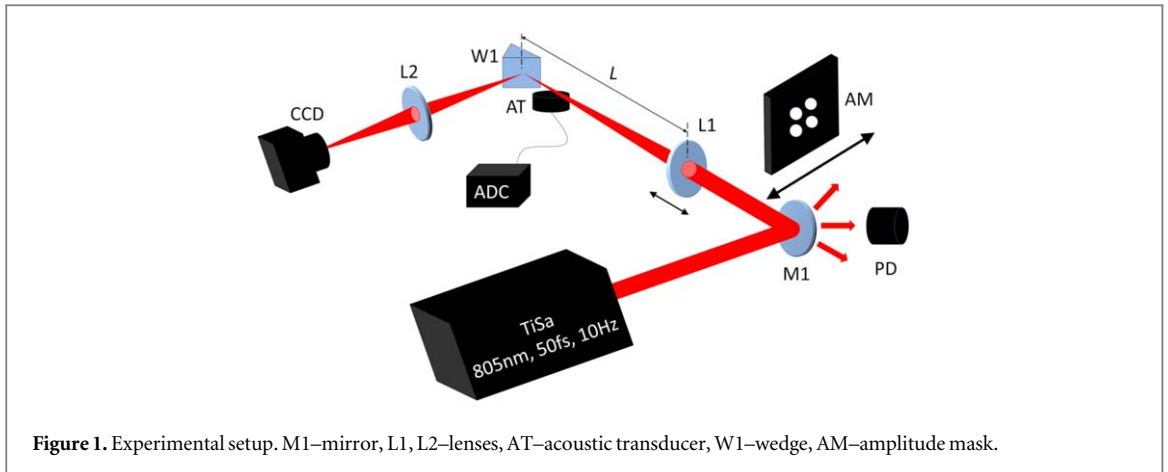 W1
L
L2
AT
AM
CCD
L1
ADC
PD
M1
TiSa
805nm, 50fs, 10Hz
Figure 1. Experimental setup. M1–mirror, L1, L2–lenses, AT–acoustic transducer, W1–wedge, AM–amplitude mask.